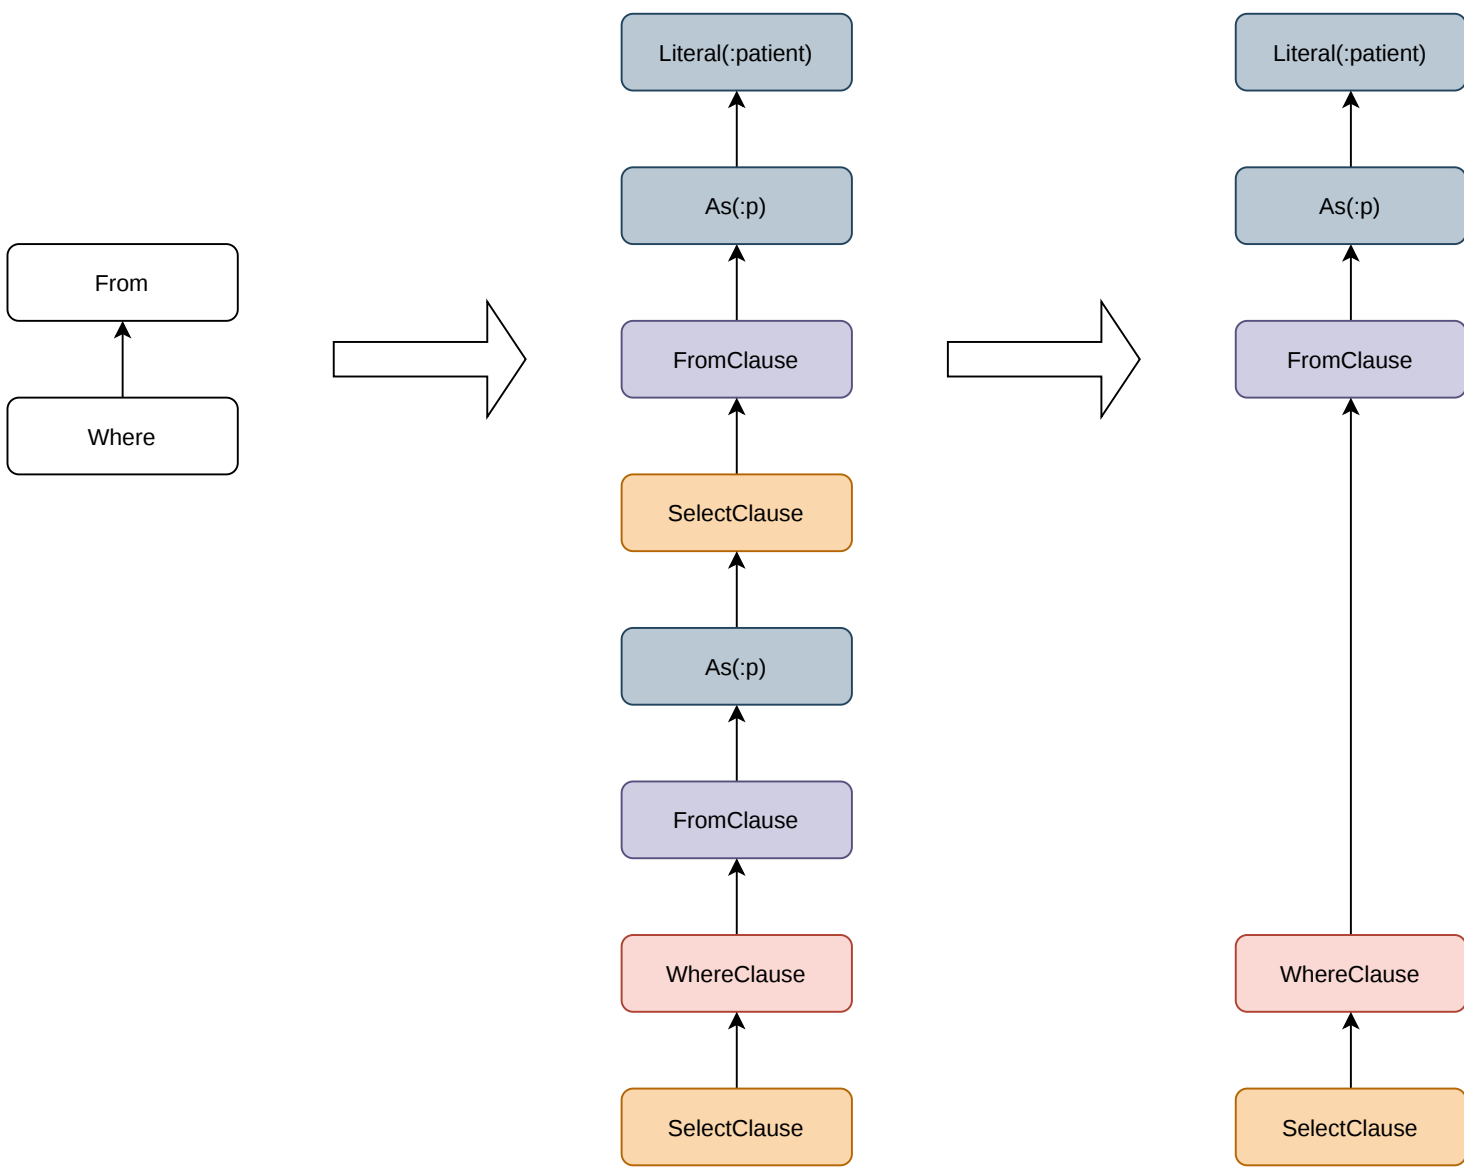 From
Where
Literal(:patient)
As(:p)
FromClause
SelectClause
As(:p)
FromClause
WhereClause
SelectClause
Literal(:patient)
As(:p)
FromClause
WhereClause
SelectClause